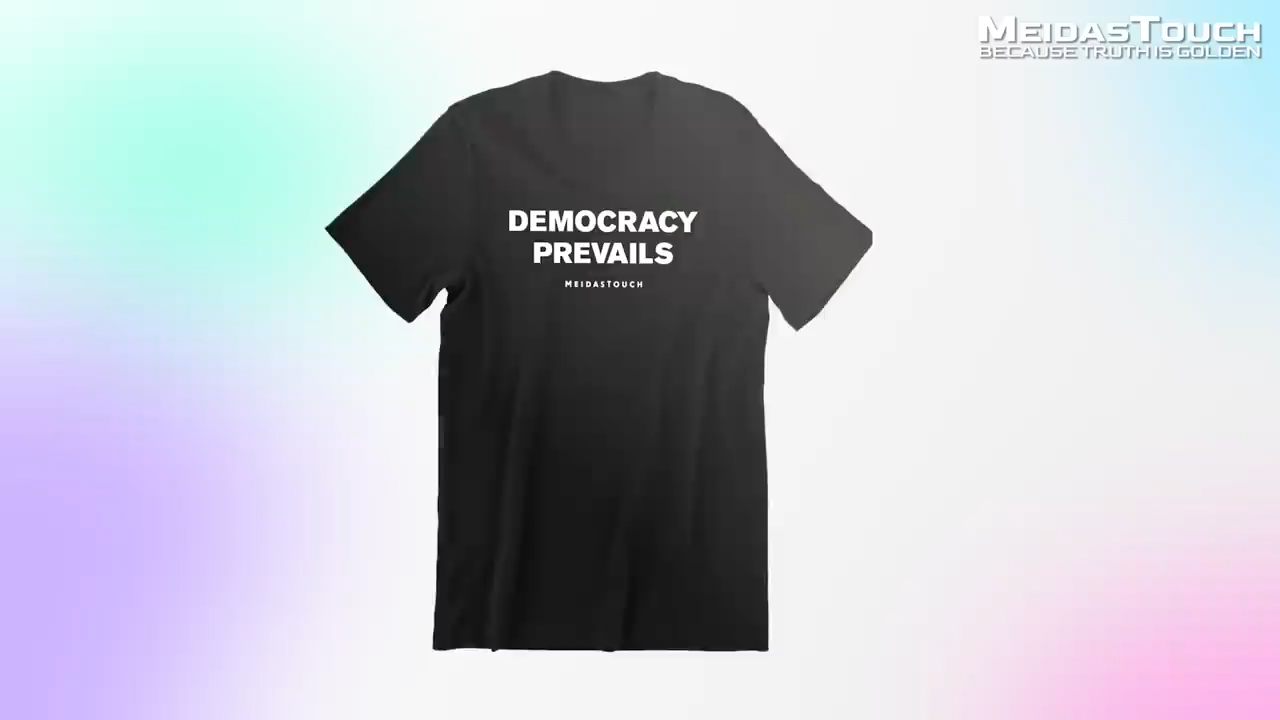 MEIDASTOUCH
BECAUSE TRUTH IS GOLDEN
DEMOCRACY
PREVAILS
MEIDASTOUCH